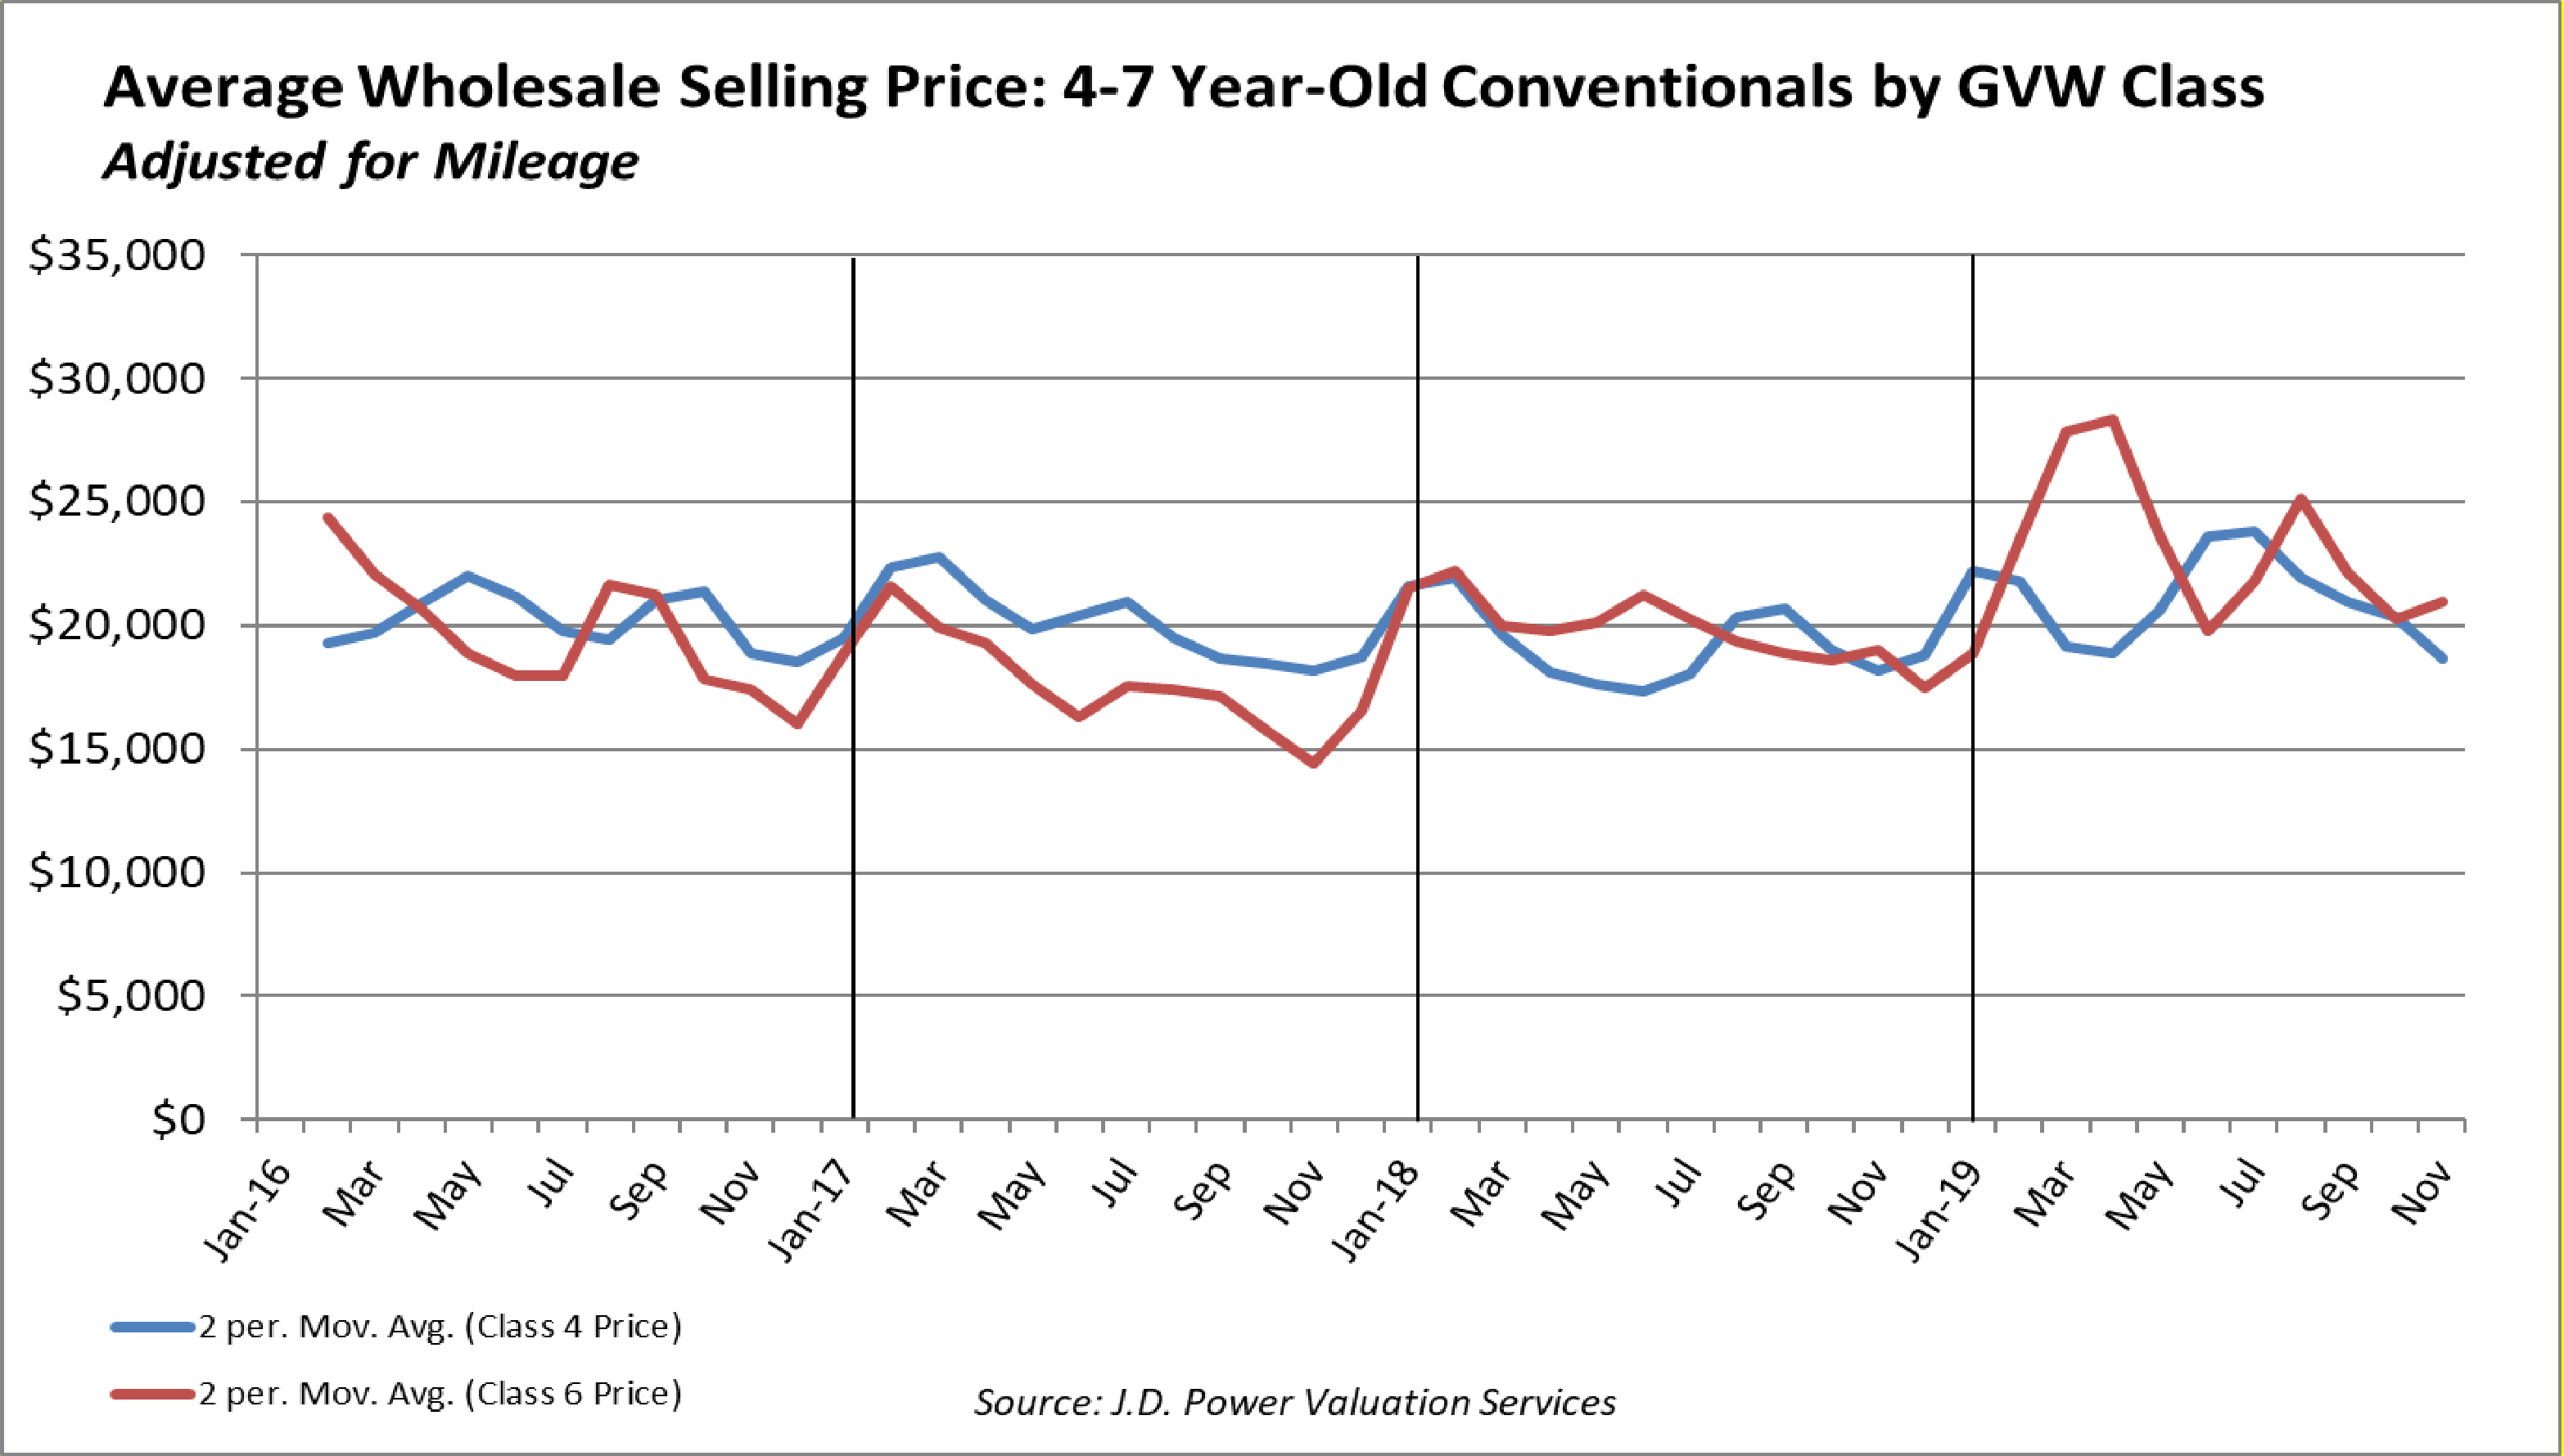 Average Wholesale Selling Price: 4-7 Year-Old Conventionals by GVW Class
Adjusted for Mileage
$35,000
$30,000
$25,000
$20,000
$15,000
$10,000
$5,000
$0
Jan-16 Mar May Jul Sep Nov Jan-17 Mar May Jul Sep Nov Jan-18 Mar May Jul Sep Nov Jan-19 Mar May Jul Sep Nov
2 per. Mov. Avg. (Class 4 Price)
2 per. Mov. Avg. (Class 6 Price)
Source: J.D. Power Valuation Services